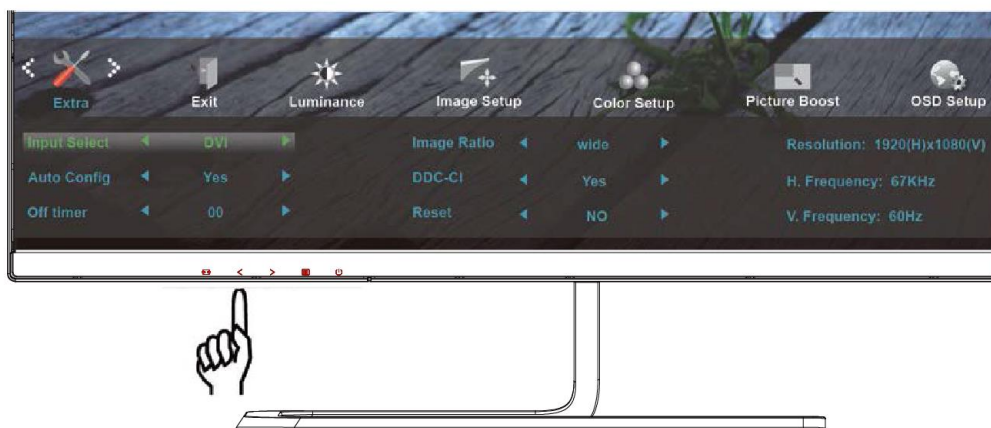 Extra Exit Luminance Image Setup Color Setup Picture Boost OSD Setup
Input Select DVI Image Ratio wide Resolution: 1920(H)x1080(V)
Auto Config Yes DDC-CI Yes H. Frequency: 67KHz
Off timer 00 Reset NO V. Frequency: 60Hz